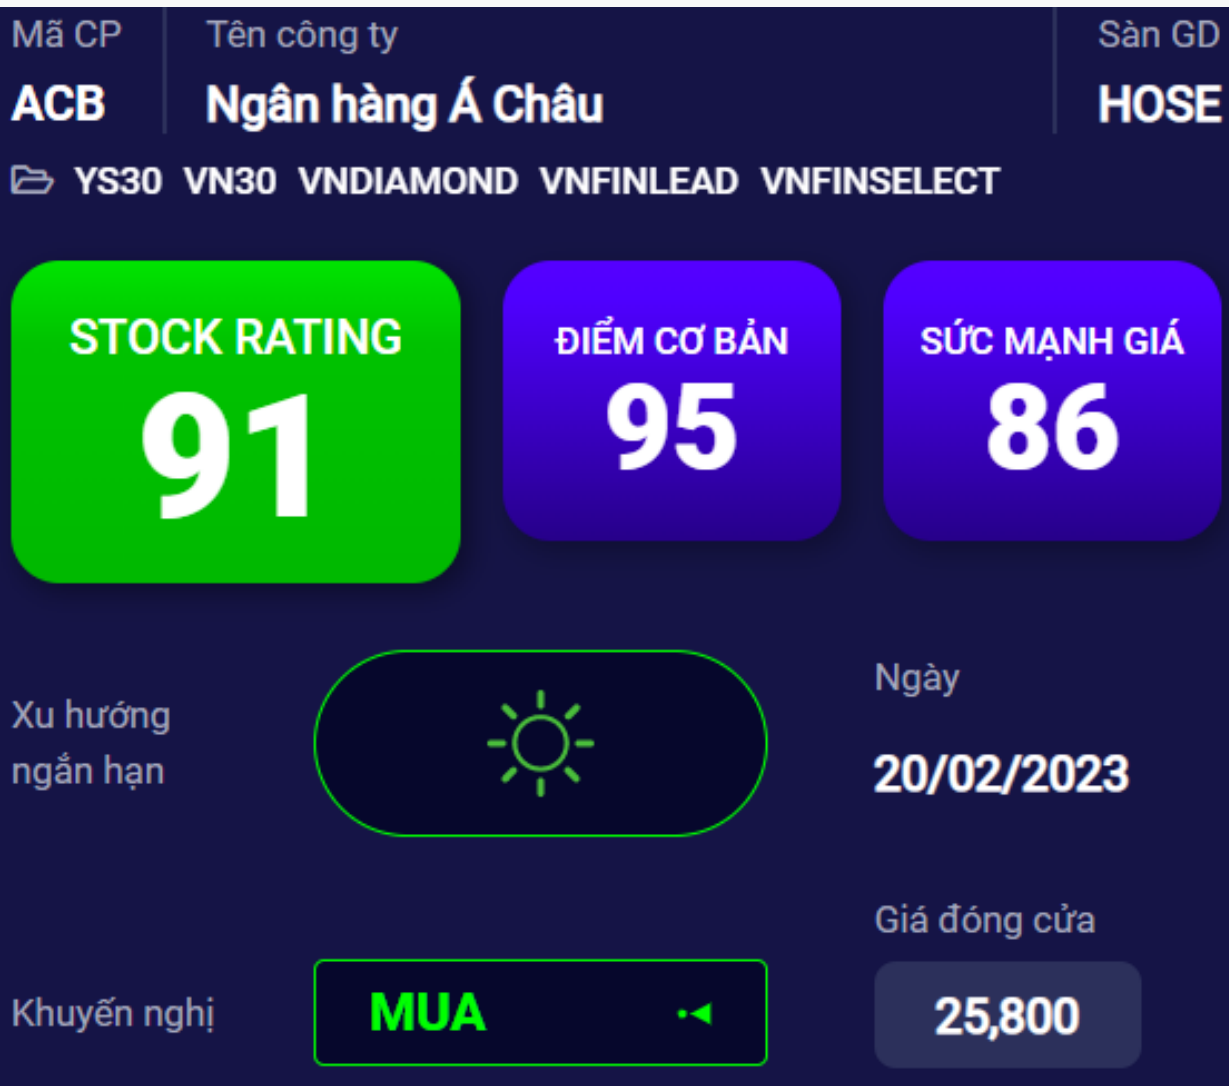 Mã CP Tên công ty Sàn GD
ACB Ngân hàng Á Châu HOSE
YS30 VN30 VNDIAMOND VNFINLEAD VNFINSELECT
STOCK RATING
91
ĐIỂM CƠ BẢN
95
SỨC MẠNH GIÁ
86
Xu hướng
ngắn hạn
Ngày
20/02/2023
Khuyến nghị
MUA
Giá đóng cửa
25,800